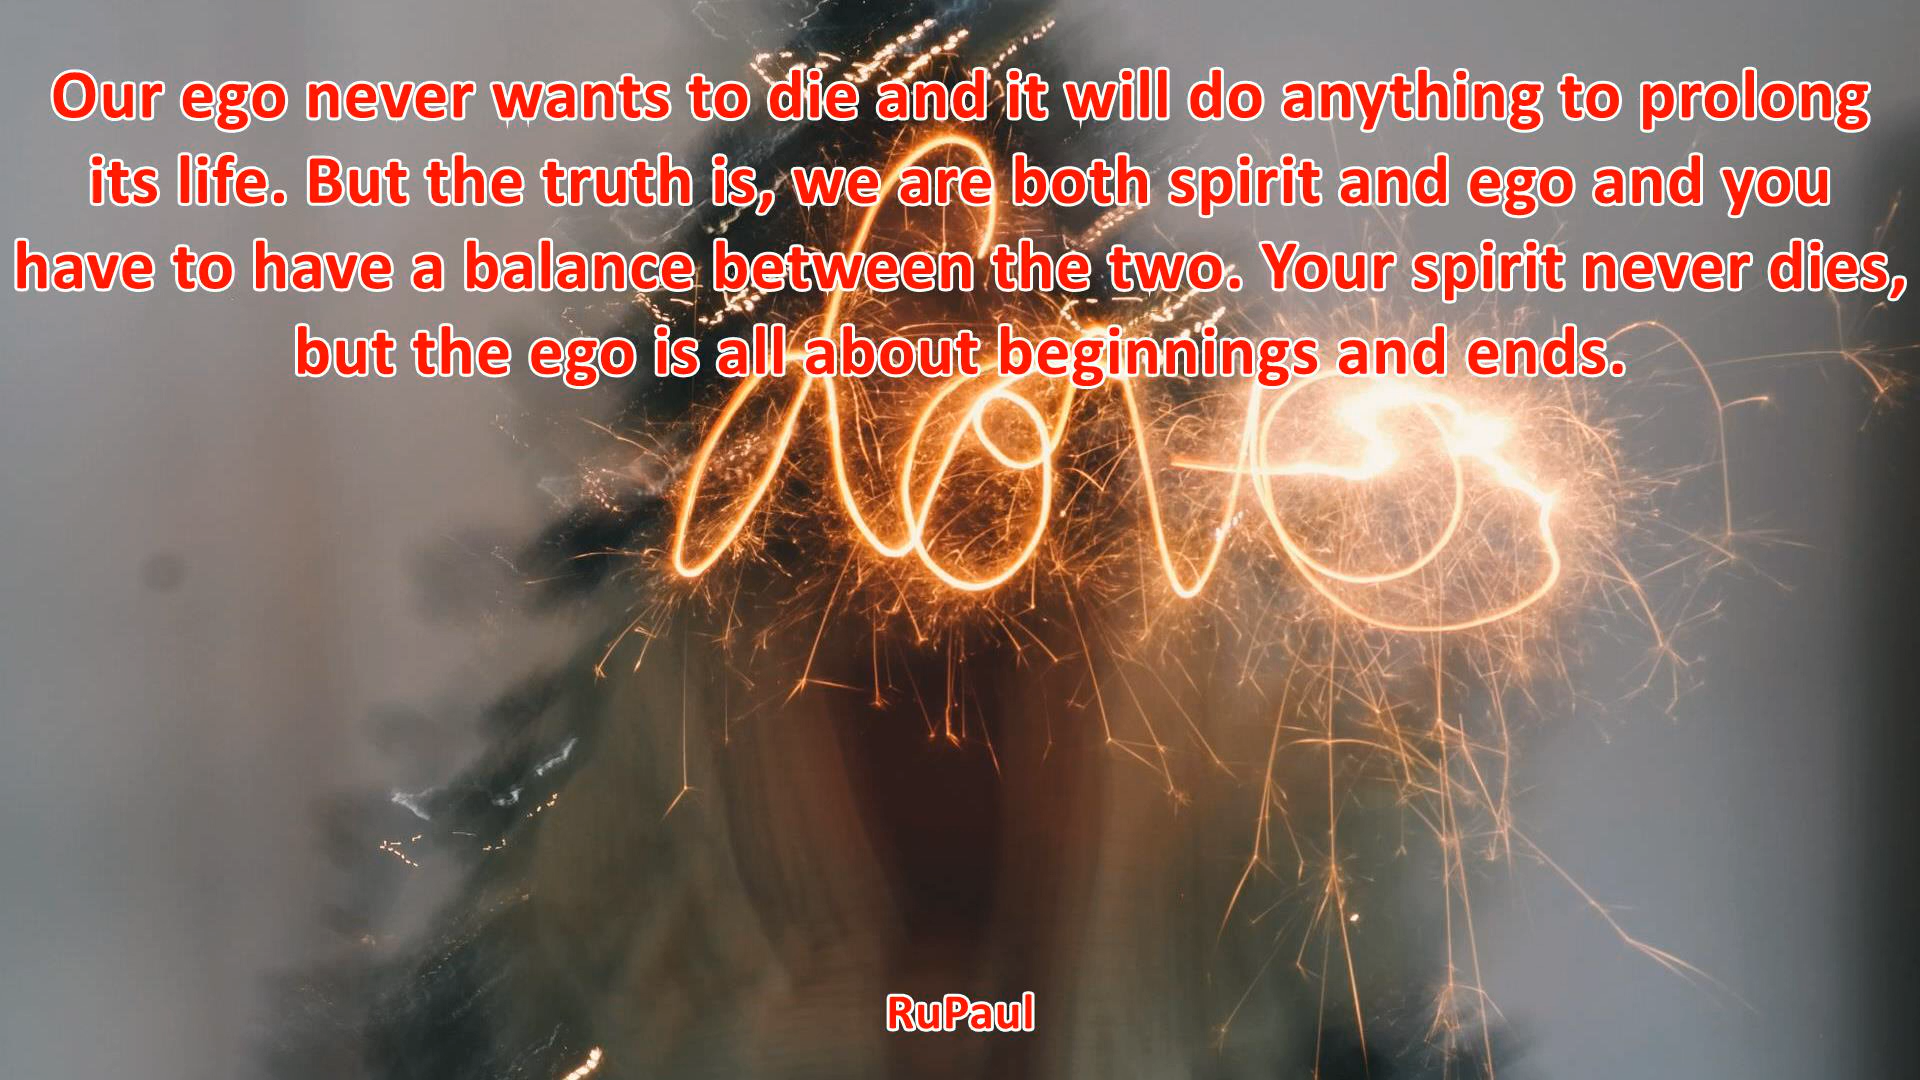 Our ego never wants to die and it will do anything to prolong
its life. But the truth is, we are both spirit and ego and you
have to have a balance between the two. Your spirit never dies,
but the ego is all about beginnings and ends.
love
RuPaul